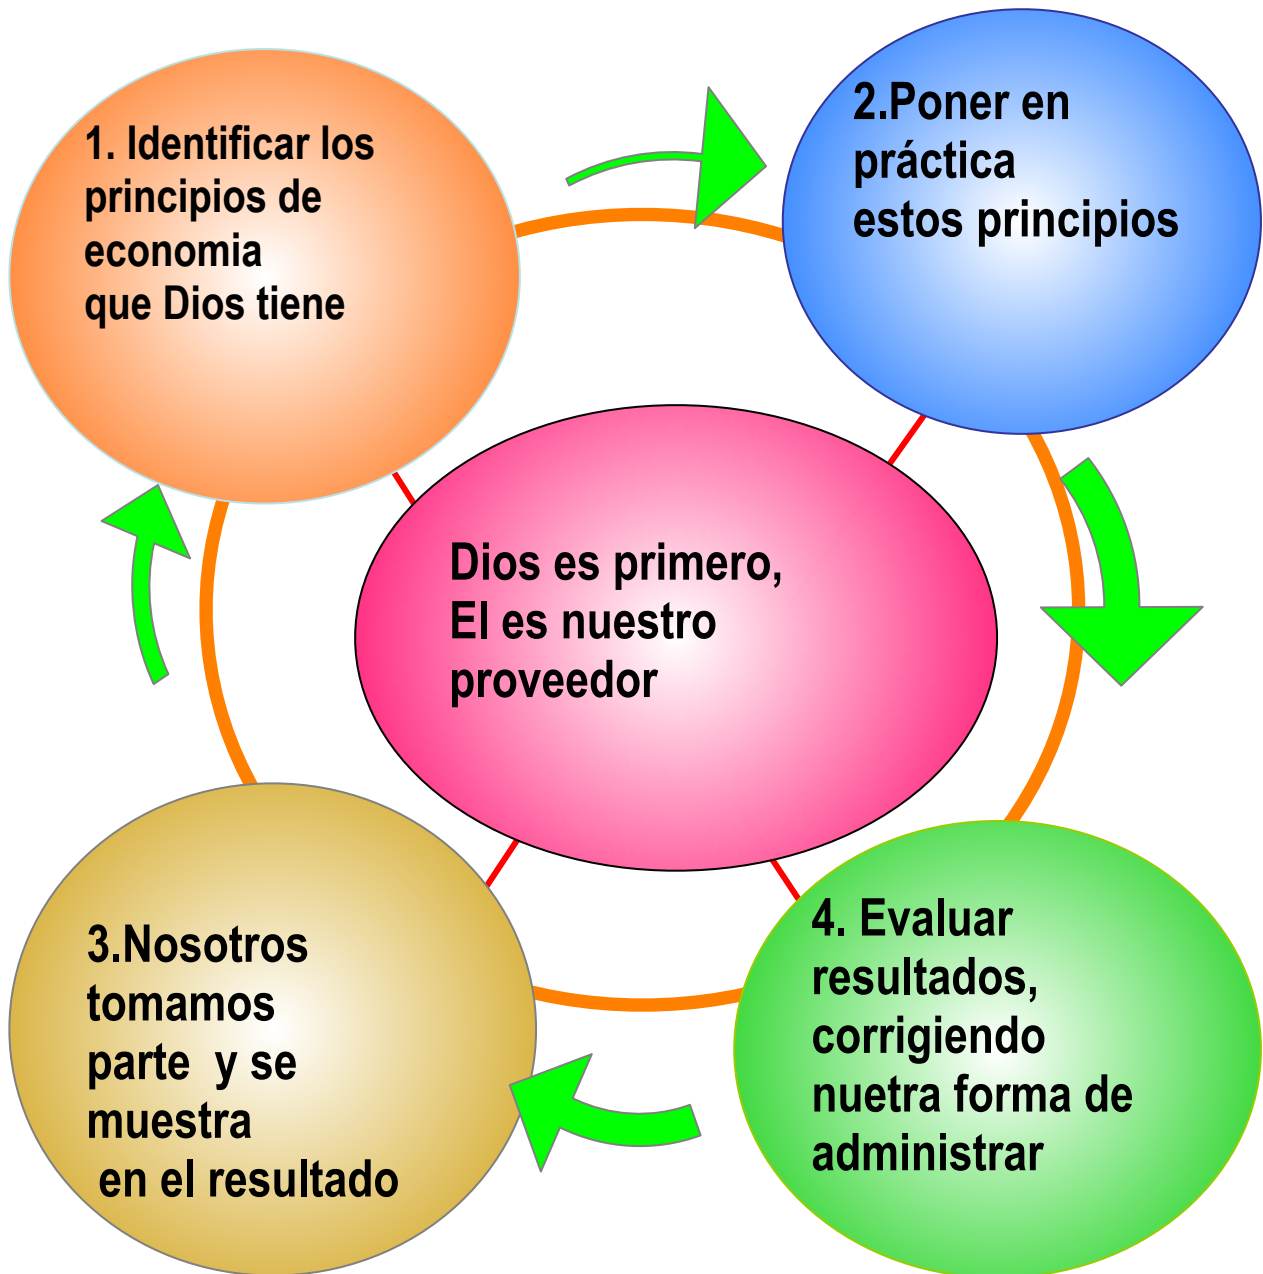 1. Identificar los
principios de
economia
que Dios tiene
2.Poner en
práctica
estos principios
Dios es primero,
El es nuestro
proveedor
3.Nosotros
tomamos
parte y se
muestra
en el resultado
4. Evaluar
resultados,
corrigiendo
nuetra forma de
administrar